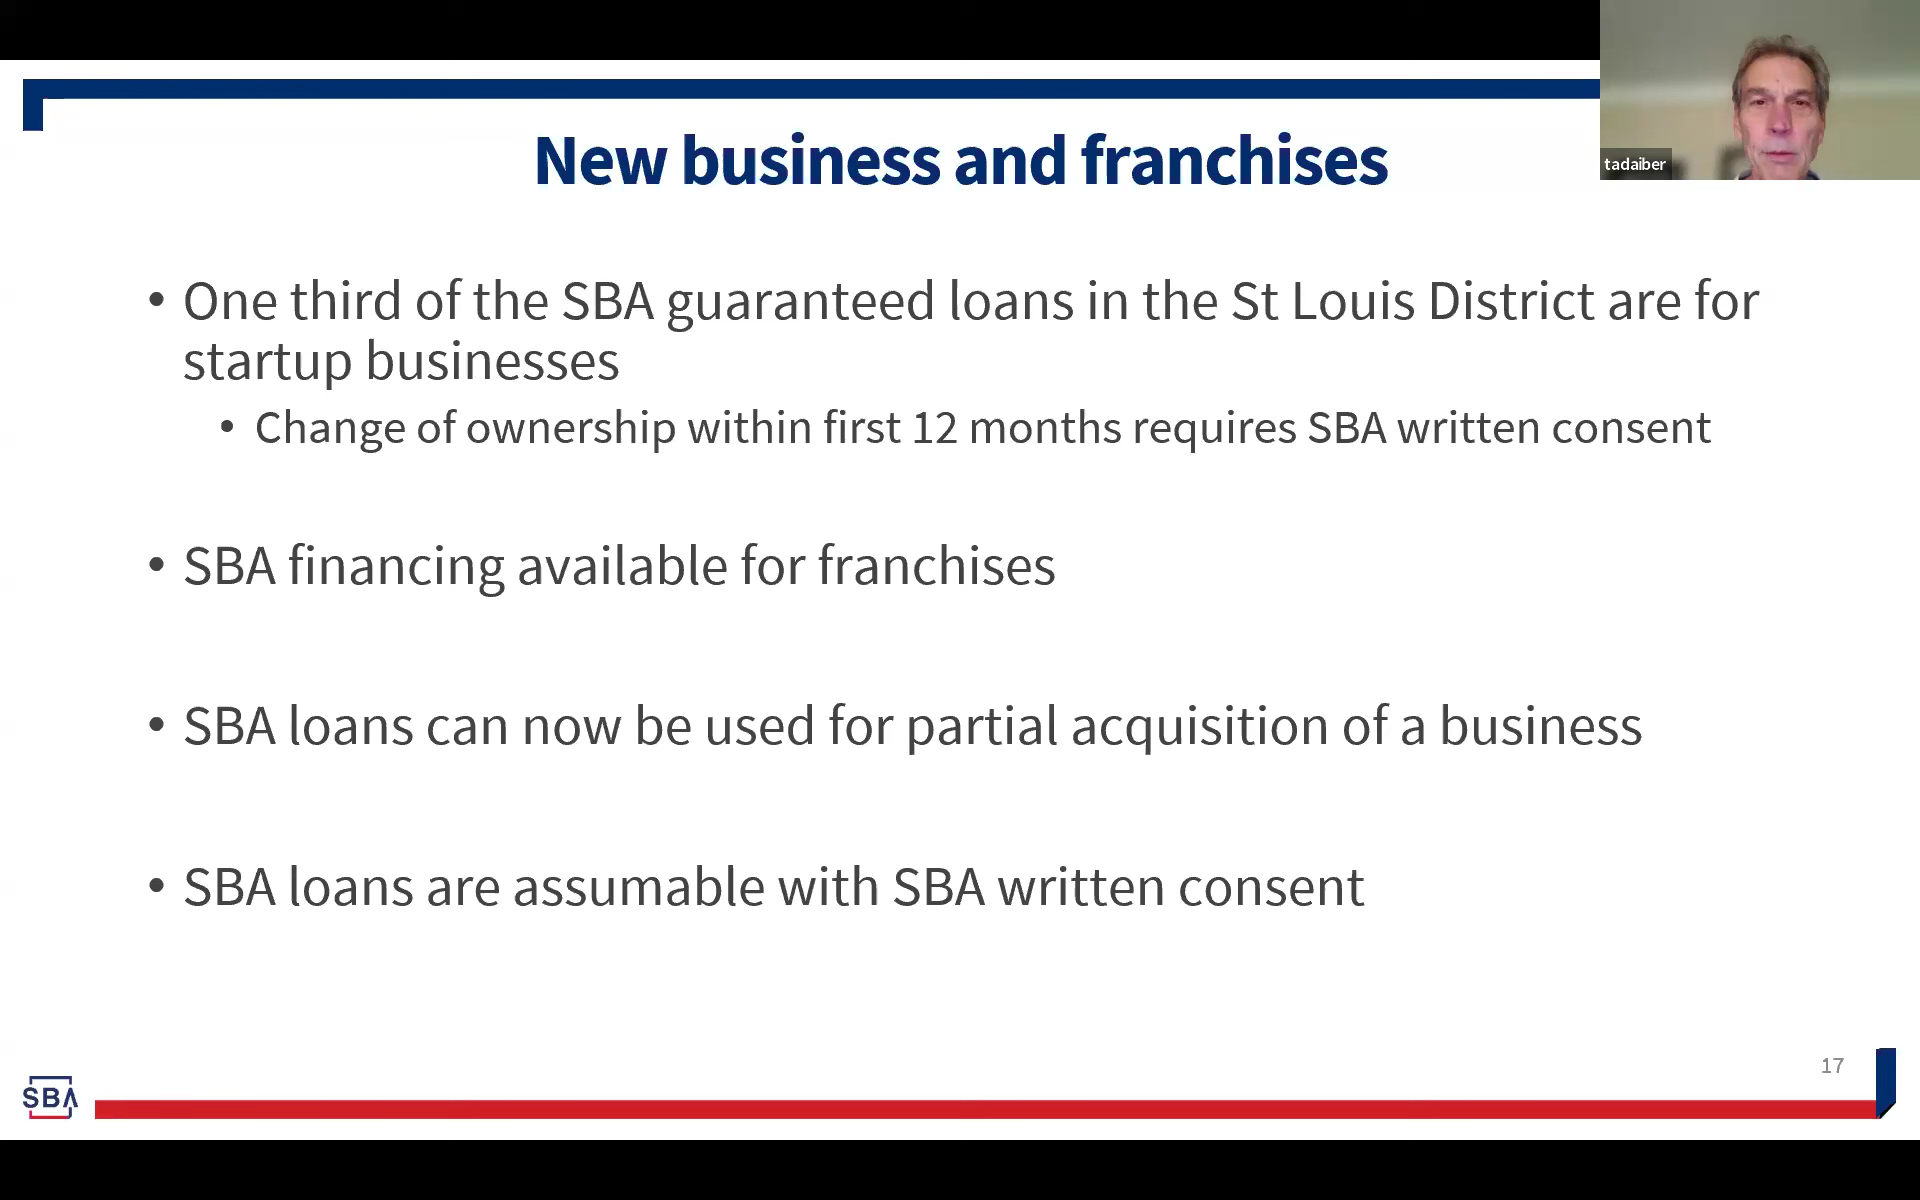 New business and franchises
tadaiber
• One third of the SBA guaranteed loans in the St Louis District are for
startup businesses
• Change of ownership within first 12 months requires SBA written consent
• SBA financing available for franchises
• SBA loans can now be used for partial acquisition of a business
• SBA loans are assumable with SBA written consent
17
SBA